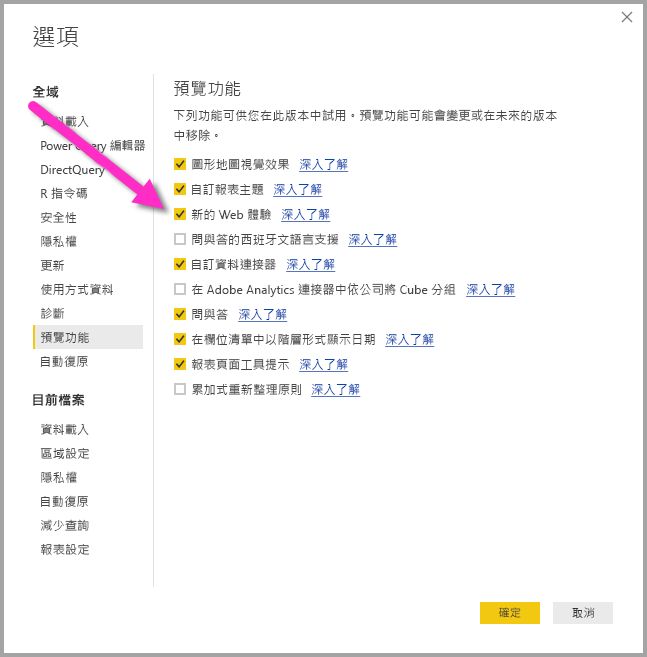 選項
全域
資料載入
Power Query 編輯器
DirectQuery
R 指令碼
安全性
隱私權
更新
使用方式資料
診斷
預覽功能
自動復原
目前檔案
資料載入
區域設定
隱私權
自動復原
減少查詢
報表設定
預覽功能
下列功能可供您在此版本中試用。預覽功能可能會變更或在未來的版本
中移除。
圖形地圖視覺效果 深入了解
自訂報表主題 深入了解
新的 Web 體驗 深入了解
問與答的西班牙文語言支援 深入了解
自訂資料連接器 深入了解
在 Adobe Analytics 連接器中依公司將 Cube 分組 深入了解
問與答 深入了解
在欄位清單中以階層形式顯示日期 深入了解
報表頁面工具提示 深入了解
累加式重新整理原則 深入了解
確定 取消